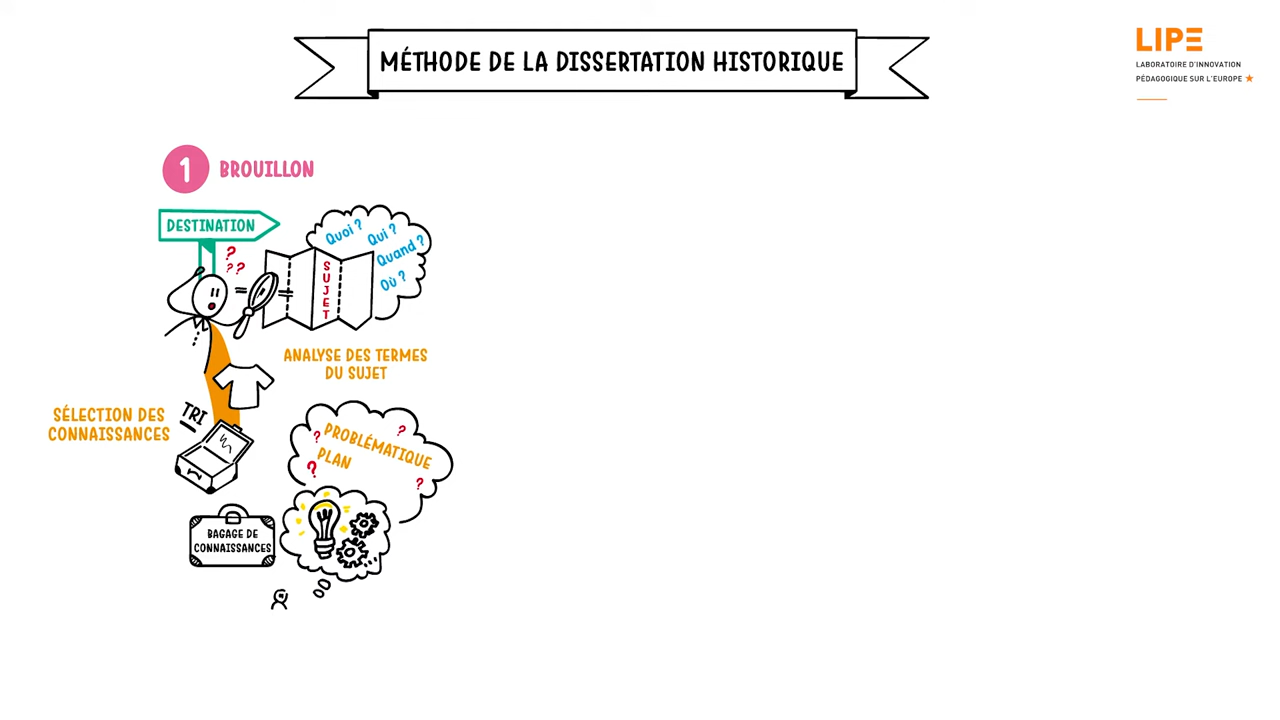 MÉTHODE DE LA DISSERTATION HISTORIQUE
LIPE
LABORATOIRE D'INNOVATION
PÉDAGOGIQUE SUR L'EUROPE
1 BROUILLON
DESTINATION
?
? ?
Quoi ?
Qui ?
Quand ?
Où ?
SUJET
ANALYSE DES TERMES
DU SUJET
SÉLECTION DES
CONNAISSANCES
TRI
? PROBLÉMATIQUE ?
? PLAN
?
BAGAGE DE
CONNAISSANCES